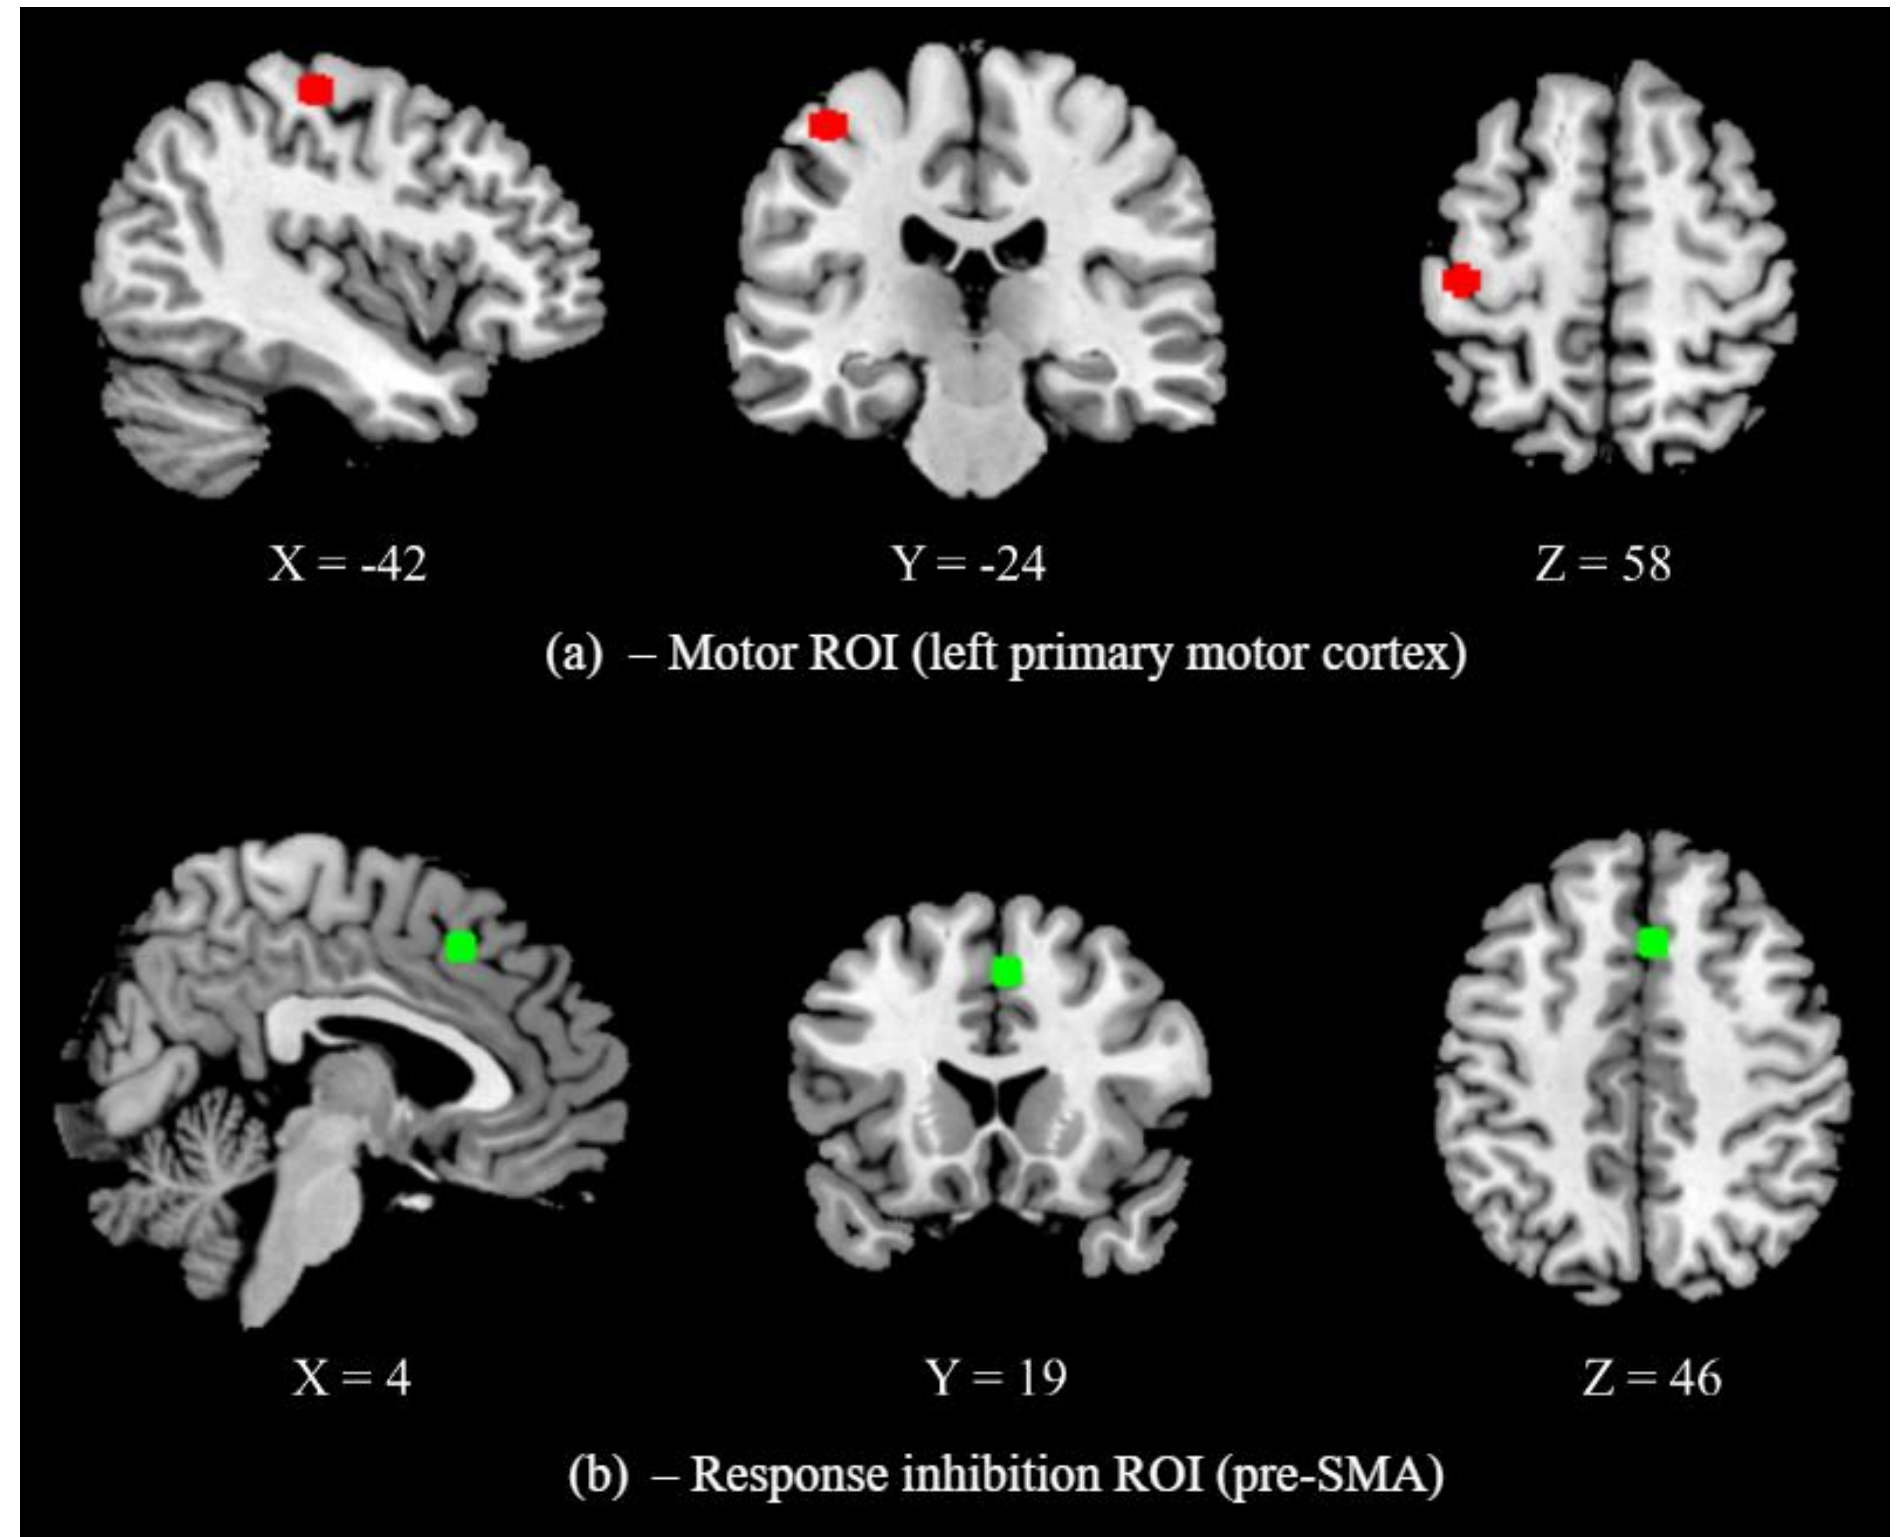 X = -42 Y = -24 Z = 58
(a) – Motor ROI (left primary motor cortex)
X = 4 Y = 19 Z = 46
(b) – Response inhibition ROI (pre-SMA)